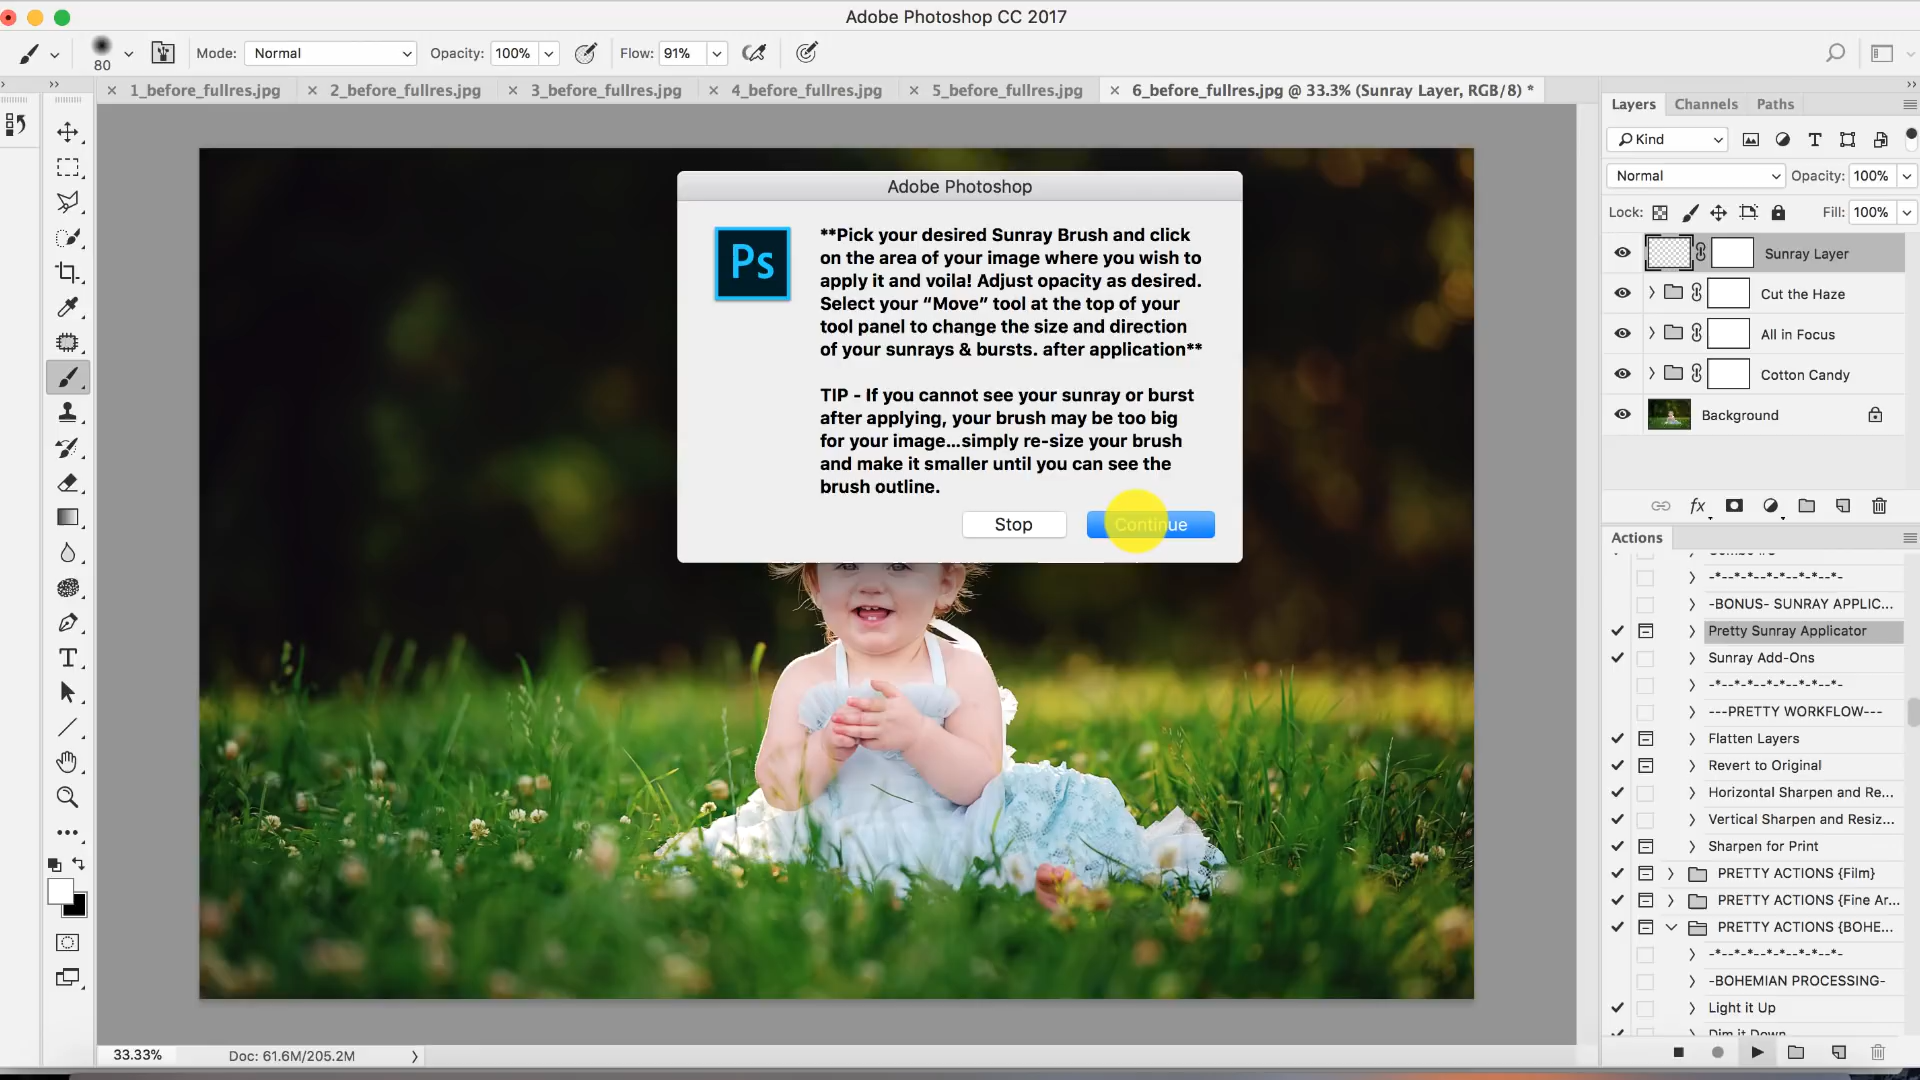 Adobe Photoshop CC 2017
80
Mode: Normal
Opacity: 100%
Flow: 91%
1_before_fullres.jpg
2_before_fullres.jpg
3_before_fullres.jpg
4_before_fullres.jpg
5_before_fullres.jpg
6_before_fullres.jpg @ 33.3% (Sunray Layer, RGB/8) *
Adobe Photoshop
Ps
**Pick your desired Sunray Brush and click
on the area of your image where you wish to
apply it and voila! Adjust opacity as desired.
Select your “Move” tool at the top of your
tool panel to change the size and direction
of your sunrays & bursts. after application**
TIP - If you cannot see your sunray or burst
after applying, your brush may be too big
for your image...simply re-size your brush
and make it smaller until you can see the
brush outline.
Stop
Continue
Layers Channels Paths
Kind
Normal
Opacity: 100%
Lock:
Fill: 100%
Sunray Layer
Cut the Haze
All in Focus
Cotton Candy
Background
fx
Actions
-*--*-*--*-*--*-*--*-
-BONUS- SUNRAY APPLIC...
Pretty Sunray Applicator
Sunray Add-Ons
-*--*-*--*-*--*-*--*-
---PRETTY WORKFLOW---
Flatten Layers
Revert to Original
Horizontal Sharpen and Re...
Vertical Sharpen and Resiz...
Sharpen for Print
PRETTY ACTIONS {Film}
PRETTY ACTIONS {Fine Ar...
PRETTY ACTIONS {BOHE...
-*--*-*--*-*--*-*--*-
-BOHEMIAN PROCESSING-
Light it Up
Dim it Down
33.33%
Doc: 61.6M/205.2M